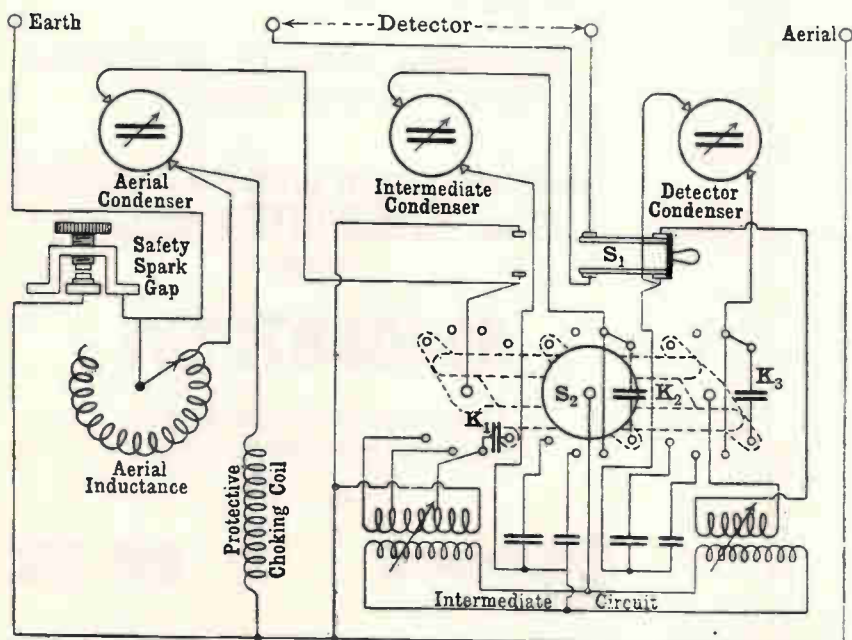 Earth
Detector
Aerial
Aerial
Condenser
Intermediate
Condenser
Detector
Condenser
Safety
Spark
Gap
S1
S2
K1
K2
K3
Aerial
Inductance
Protective
Choking Coil
Intermediate Circuit